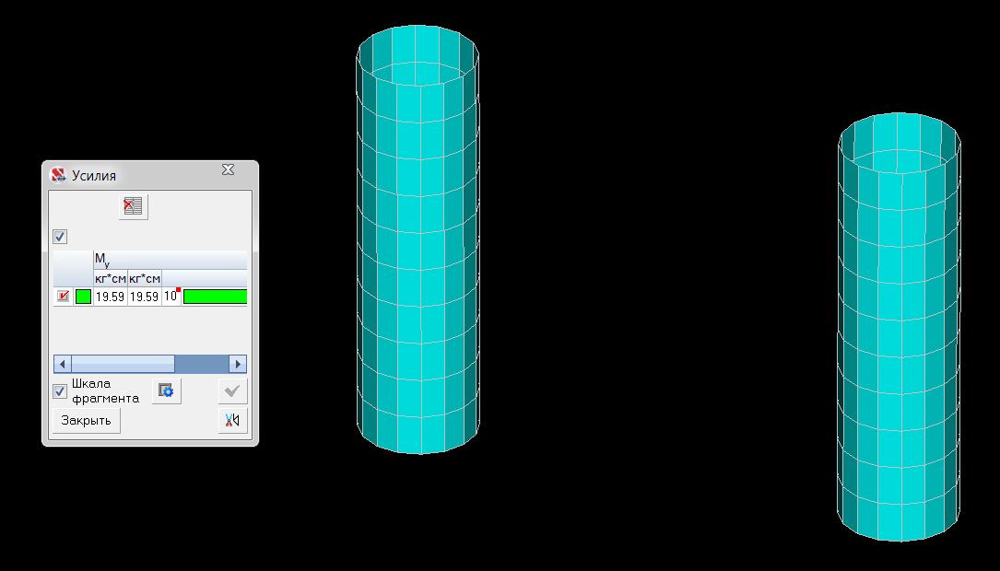 Усилия
My
кг*см кг*см
19.59 19.59 10
Шкала
фрагмента
Закрыть